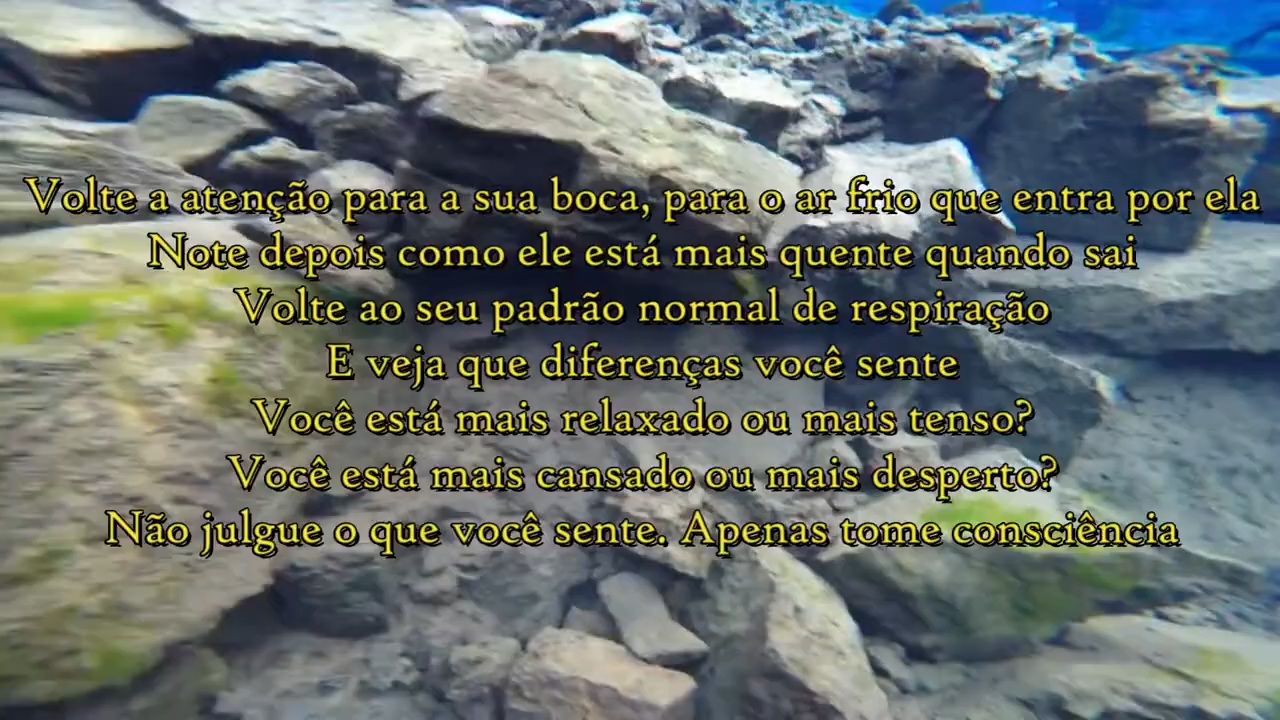 Volte a atenção para a sua boca, para o ar frio que entra por ela
Note depois como ele está mais quente quando sai
Volte ao seu padrão normal de respiração
E veja que diferenças você sente
Você está mais relaxado ou mais tenso?
Você está mais cansado ou mais desperto?
Não julgue o que você sente. Apenas tome consciência